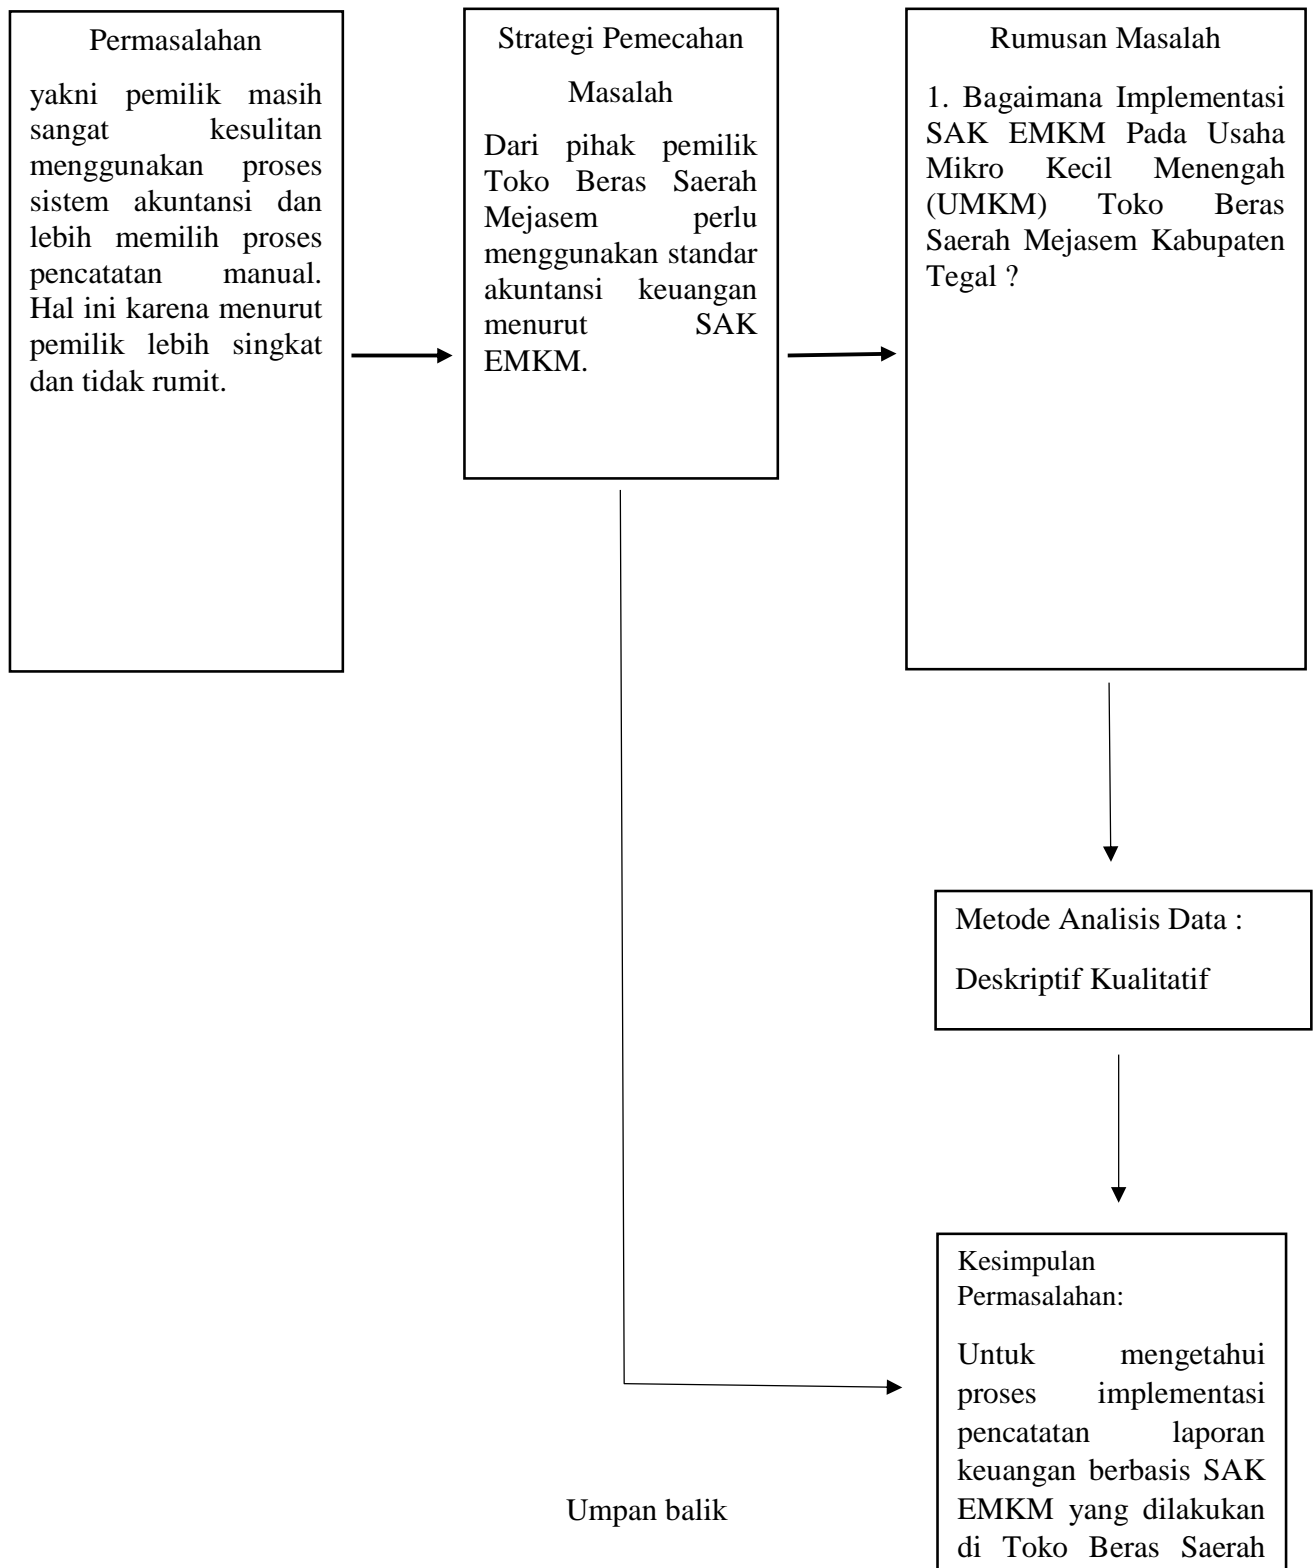 Permasalahan
yakni pemilik masih
sangat kesulitan
menggunakan proses
sistem akuntansi dan
lebih memilih proses
pencatatan manual.
Hal ini karena menurut
pemilik lebih singkat
dan tidak rumit.
Strategi Pemecahan
Masalah
Dari pihak pemilik
Toko Beras Saerah
Mejasem perlu
menggunakan standar
akuntansi keuangan
menurut SAK
EMKM.
Rumusan Masalah
1. Bagaimana Implementasi
SAK EMKM Pada Usaha
Mikro Kecil Menengah
(UMKM) Toko Beras
Saerah Mejasem Kabupaten
Tegal ?
Metode Analisis Data :
Deskriptif Kualitatif
Kesimpulan
Permasalahan:
Untuk mengetahui
proses implementasi
pencatatan laporan
keuangan berbasis SAK
EMKM yang dilakukan
di Toko Beras Saerah
Umpan balik